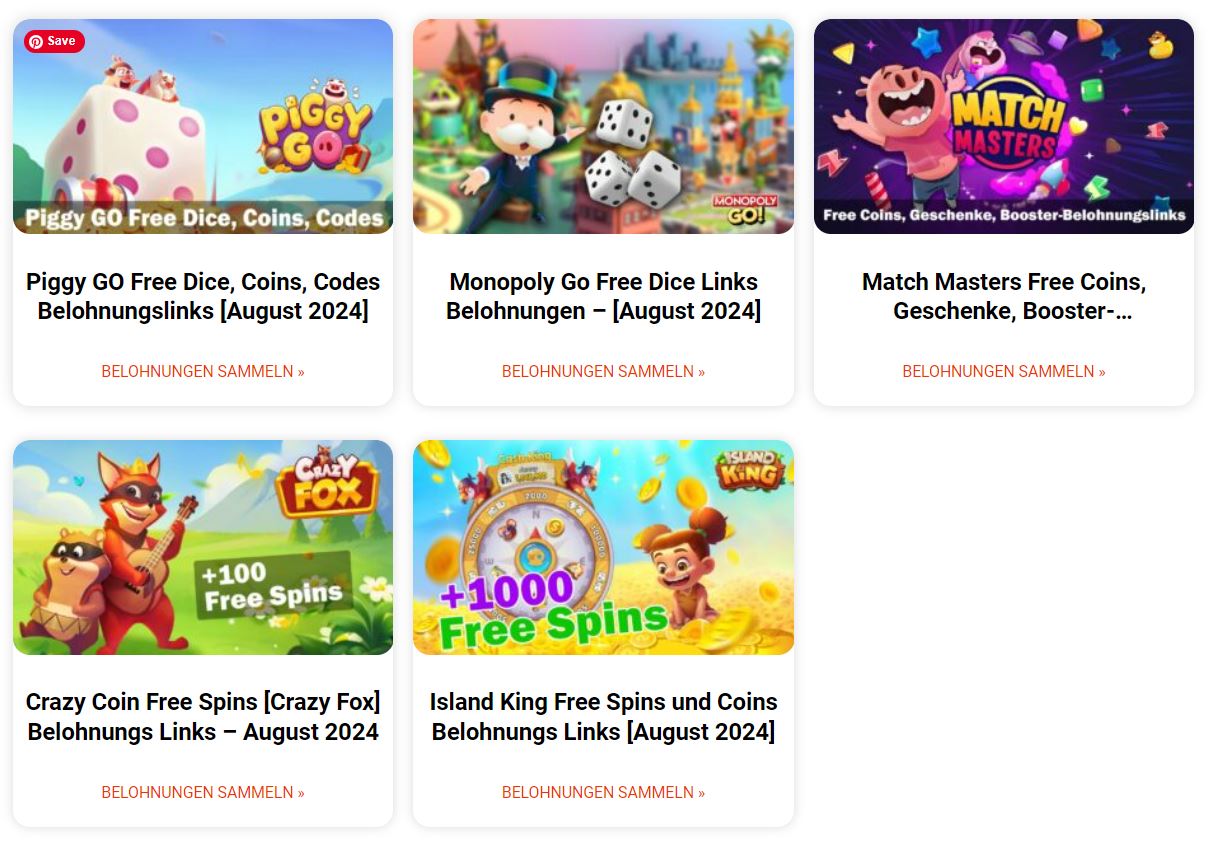 Save
PIGGY
GO
Piggy GO Free Dice, Coins, Codes
MONOPOLY
GO!
MATCH
MASTERS
Free Coins, Geschenke, Booster-Belohnungslinks
Piggy GO Free Dice, Coins, Codes
Belohnungslinks [August 2024]
Monopoly Go Free Dice Links
Belohnungen – [August 2024]
Match Masters Free Coins,
Geschenke, Booster-...
BELOHNUNGEN SAMMELN »
BELOHNUNGEN SAMMELN »
BELOHNUNGEN SAMMELN »
CRAZY
FOX
+100
Free Spins
ISLAND
KING
2000
25000
100000
N
E
W
+1000
Free Spins
Crazy Coin Free Spins [Crazy Fox]
Belohnungs Links – August 2024
Island King Free Spins und Coins
Belohnungs Links [August 2024]
BELOHNUNGEN SAMMELN »
BELOHNUNGEN SAMMELN »